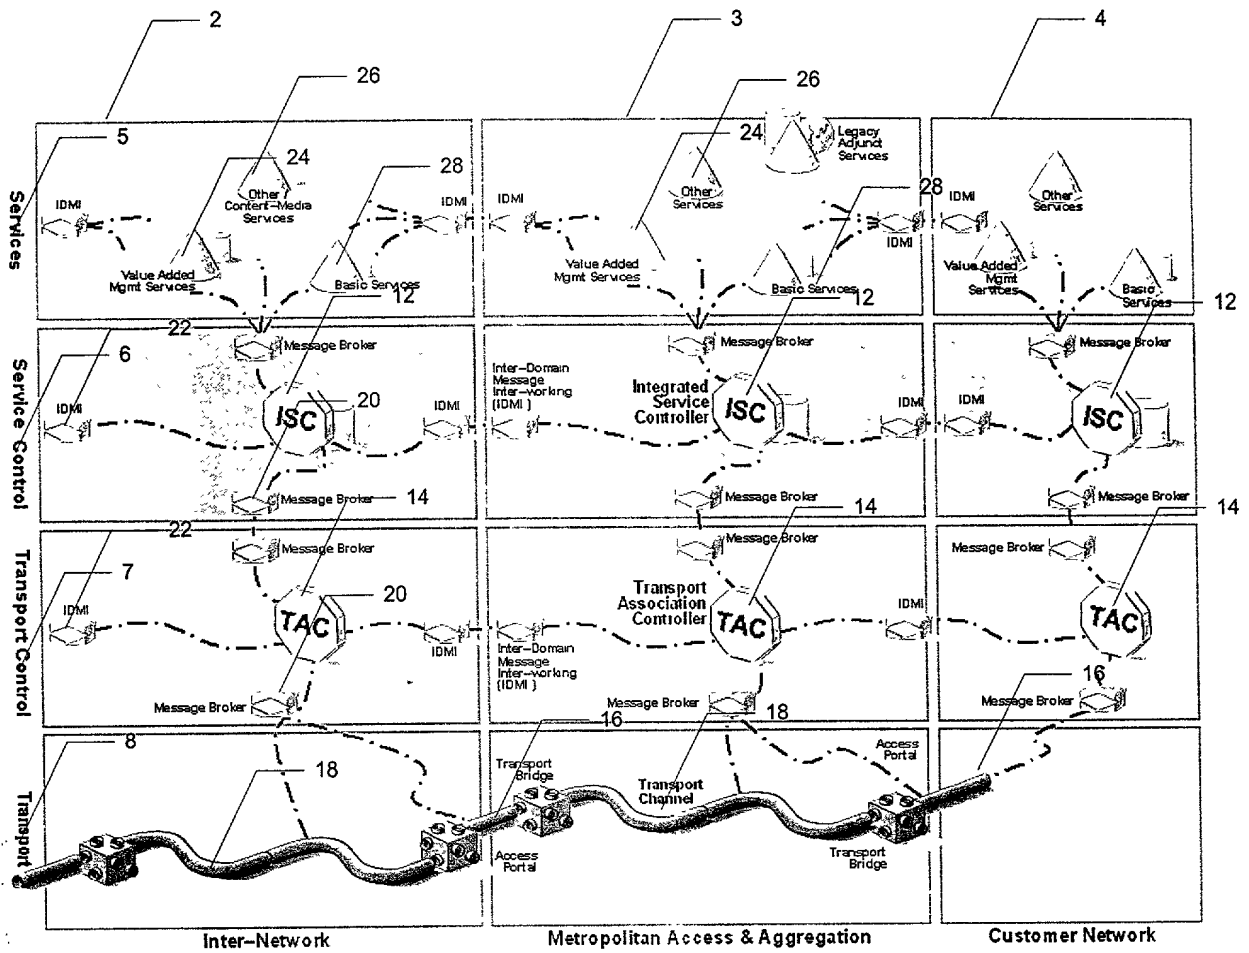 2
3
4
26
26
5
24
Legacy
Adjunct
Services
24
28
28
Other
Content-Media
Services
Other
Services
Other
Services
IDMI
IDMI
IDMI
IDMI
IDMI
Services
Value Added
Mgmt Services
Basic Services
Value Added
Mgmt Services
Basic Services
Value Added
Mgmt Services
Basic
Services
12
12
12
22
6
Message Broker
Message Broker
Message Broker
Inter-Domain
Message
Inter-working
(IDMI)
Integrated
Service
Controller
20
IDMI
IDMI
IDMI
IDMI
ISC
ISC
ISC
Service Control
Message Broker
Message Broker
Message Broker
14
14
14
22
Message Broker
Message Broker
Message Broker
7
20
Transport
Association
Controller
IDMI
IDMI
IDMI
TAC
TAC
TAC
Inter-Domain
Message
Inter-working
(IDMI)
Transport Control
Message Broker
Message Broker
Message Broker
16
16
18
8
18
Transport
Bridge
Access
Portal
Transport
Channel
Transport
Access
Portal
Transport
Bridge
Inter-Network
Metropolitan Access & Aggregation
Customer Network